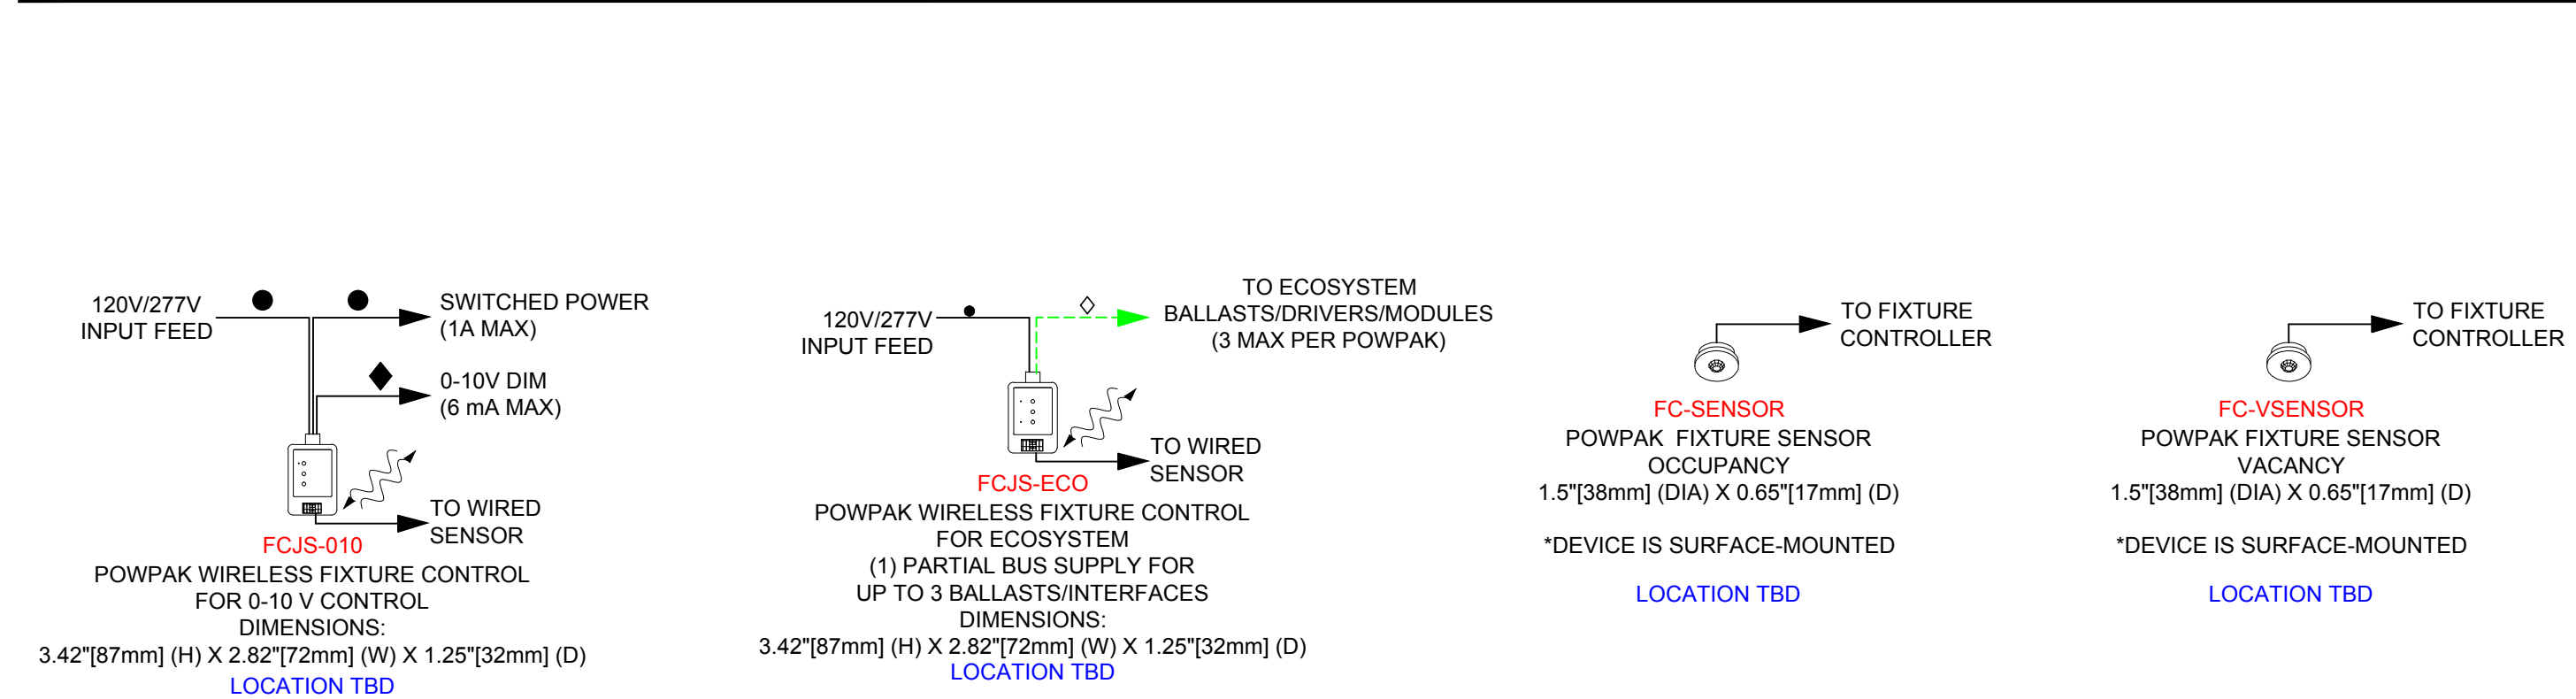 120V/277V
INPUT FEED
SWITCHED POWER
(1A MAX)
0-10V DIM
(6 mA MAX)
TO WIRED
SENSOR
FCJS-010
POWPAK WIRELESS FIXTURE CONTROL
FOR 0-10 V CONTROL
DIMENSIONS:
3.42"[87mm] (H) X 2.82"[72mm] (W) X 1.25"[32mm] (D)
LOCATION TBD
120V/277V
INPUT FEED
TO ECOSYSTEM
BALLASTS/DRIVERS/MODULES
(3 MAX PER POWPAK)
TO WIRED
SENSOR
FCJS-ECO
POWPAK WIRELESS FIXTURE CONTROL
FOR ECOSYSTEM
(1) PARTIAL BUS SUPPLY FOR
UP TO 3 BALLASTS/INTERFACES
DIMENSIONS:
3.42"[87mm] (H) X 2.82"[72mm] (W) X 1.25"[32mm] (D)
LOCATION TBD
TO FIXTURE
CONTROLLER
FC-SENSOR
POWPAK FIXTURE SENSOR
OCCUPANCY
1.5"[38mm] (DIA) X 0.65"[17mm] (D)
*DEVICE IS SURFACE-MOUNTED
LOCATION TBD
TO FIXTURE
CONTROLLER
FC-VSENSOR
POWPAK FIXTURE SENSOR
VACANCY
1.5"[38mm] (DIA) X 0.65"[17mm] (D)
*DEVICE IS SURFACE-MOUNTED
LOCATION TBD